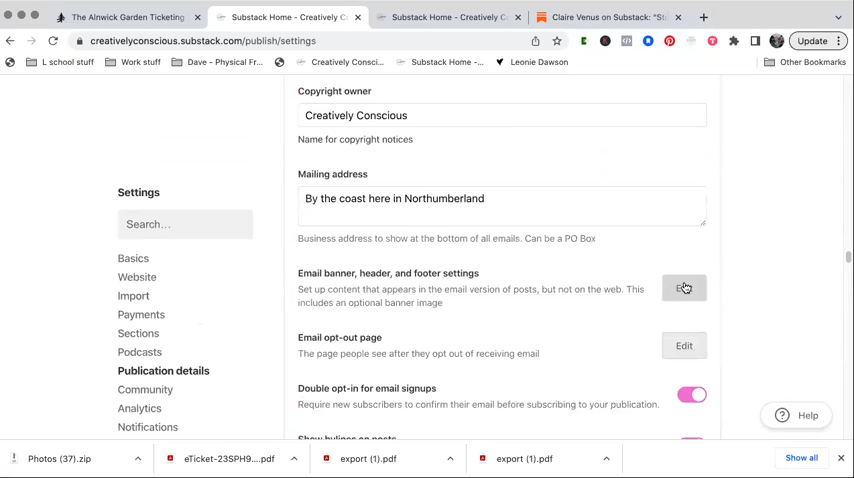 The Alnwick Garden Ticketing
Substack Home - Creatively C
Substack Home - Creatively C
Claire Venus on Substack: "St
creativelyconscious.substack.com/publish/settings
Update
L school stuff
Work stuff
Dave - Physical Fr...
Creatively Consci...
Substack Home -...
Leonie Dawson
Other Bookmarks
Copyright owner
Creatively Conscious
Name for copyright notices
Mailing address
By the coast here in Northumberland
Business address to show at the bottom of all emails. Can be a PO Box
Settings
Search...
Basics
Website
Import
Payments
Sections
Podcasts
Publication details
Community
Analytics
Notifications
Email banner, header, and footer settings
Set up content that appears in the email version of posts, but not on the web. This
includes an optional banner image
Email opt-out page
The page people see after they opt out of receiving email
Edit
Double opt-in for email signups
Require new subscribers to confirm their email before subscribing to your publication.
Show bylines on posts
Help
Photos (37).zip
eTicket-23SPH9....pdf
export (1).pdf
export (1).pdf
Show all